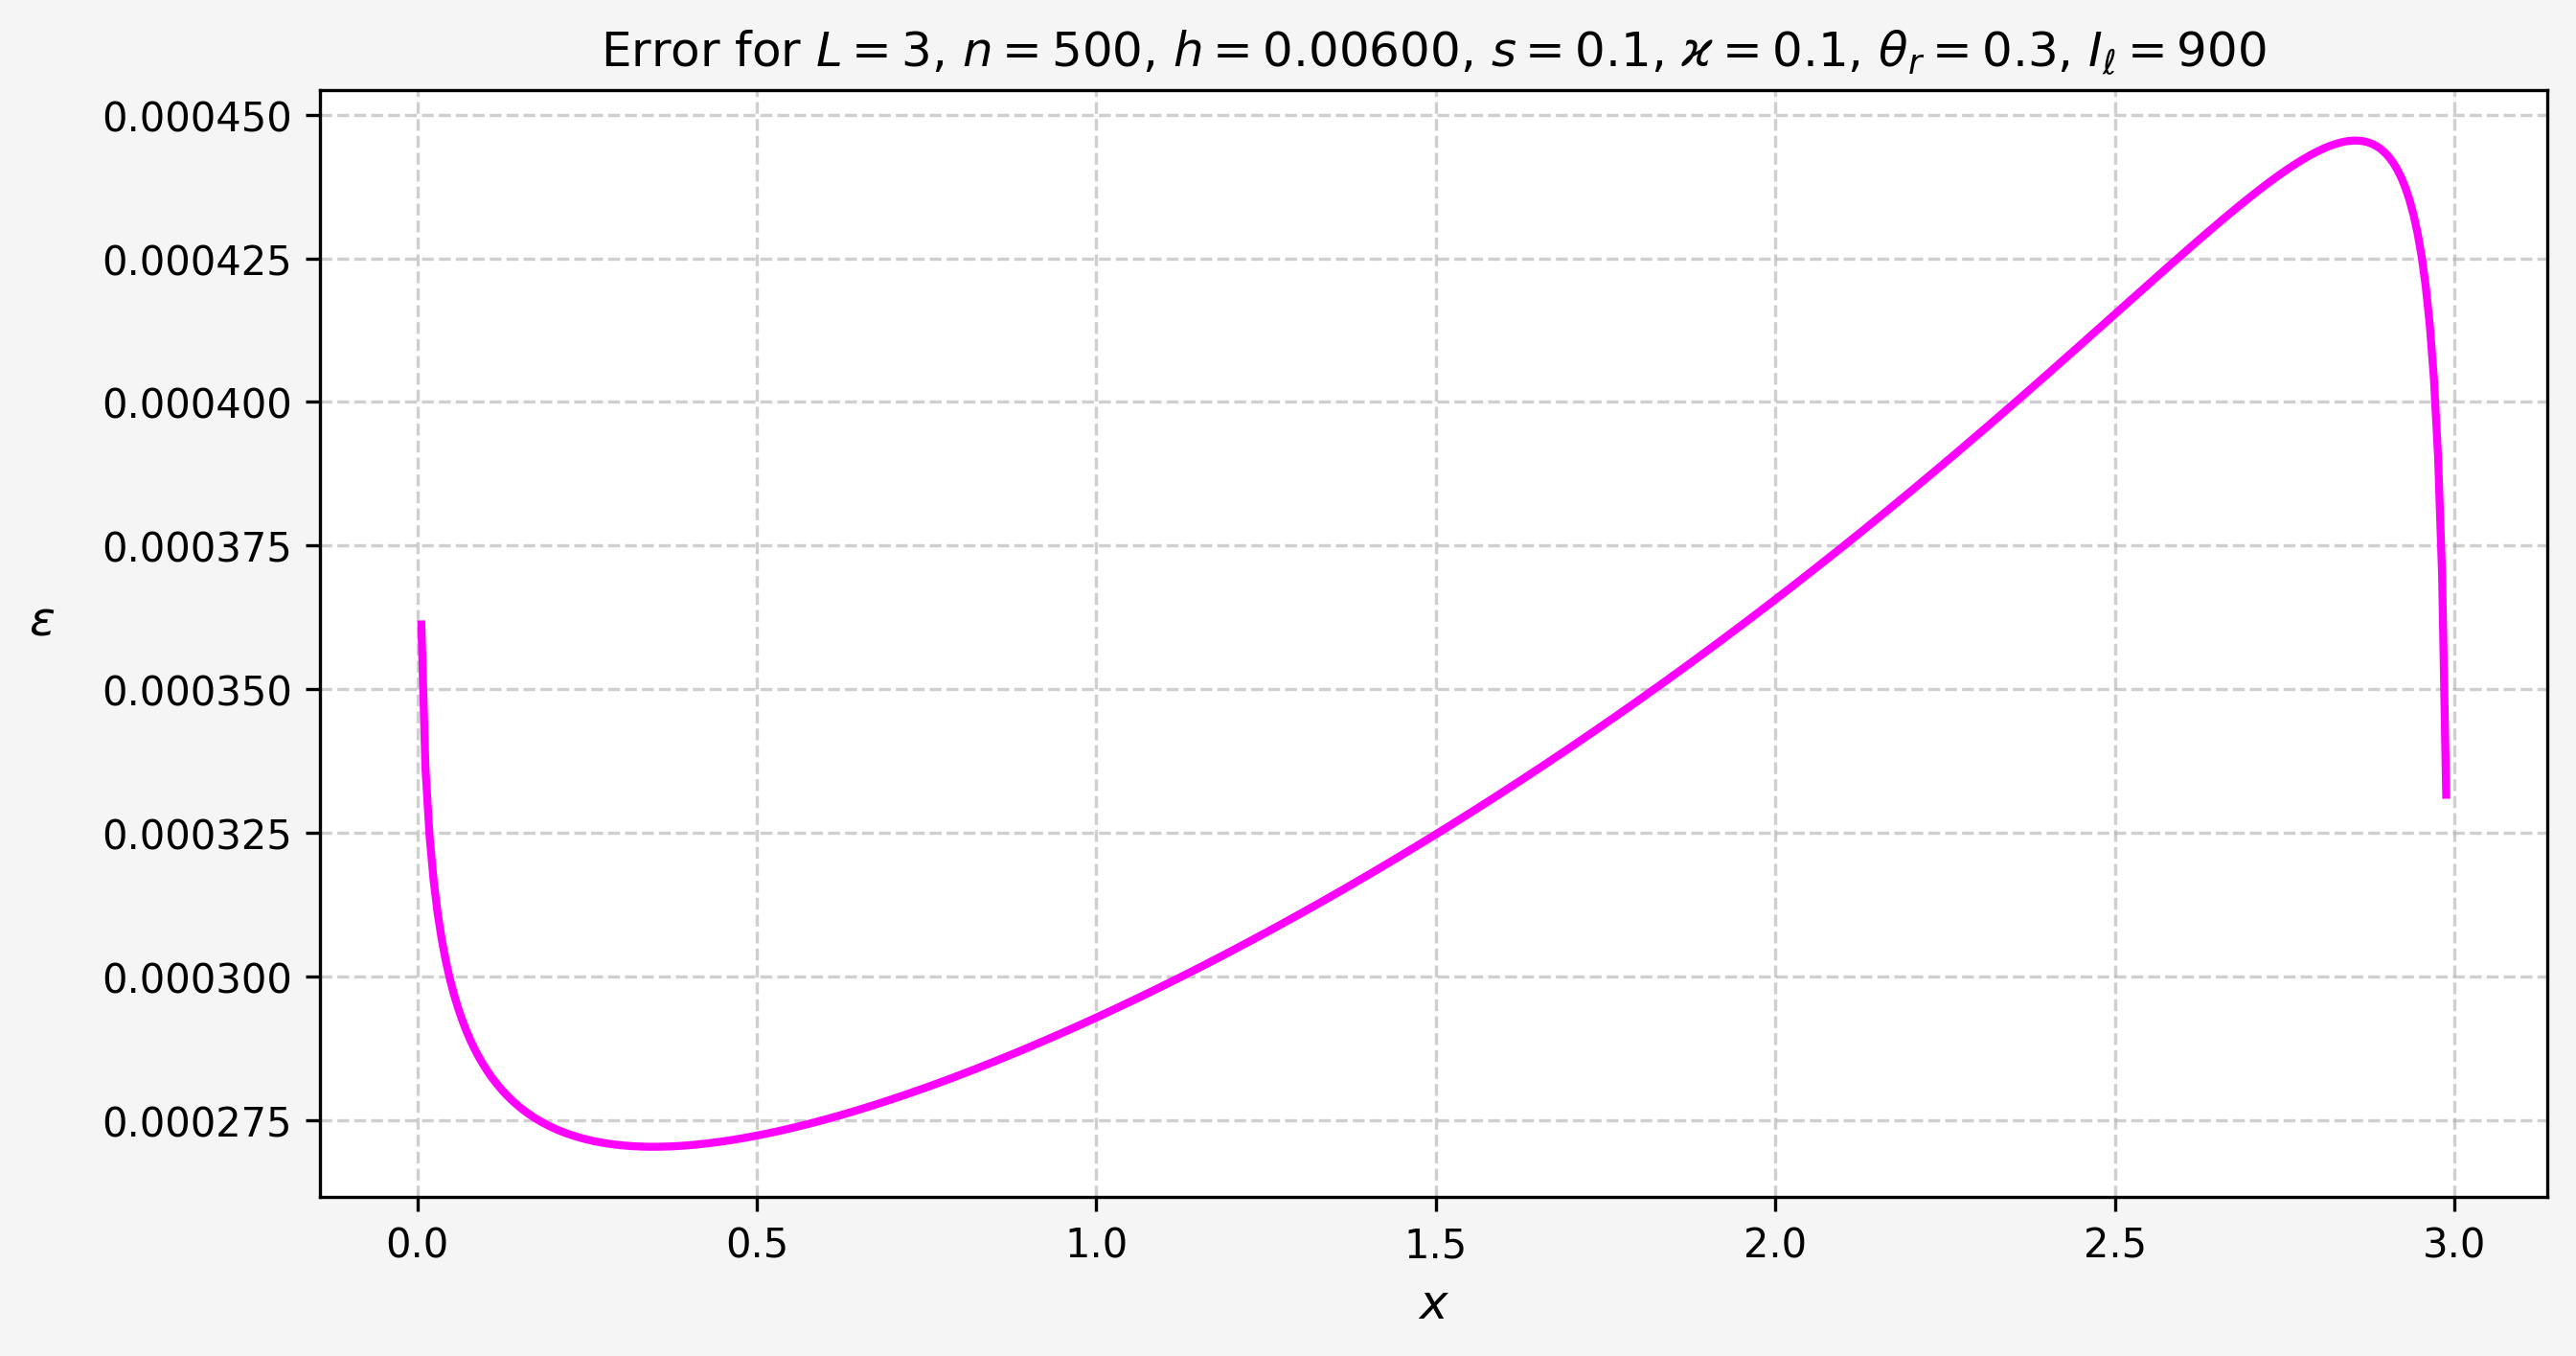 Error for L = 3, n = 500, h = 0.00600, s = 0.1, ϰ = 0.1, θᵣ = 0.3, I_ℓ = 900
0.000450
0.000425
0.000400
0.000375
ε
0.000350
0.000325
0.000300
0.000275
0.0 0.5 1.0 1.5 2.0 2.5 3.0
x